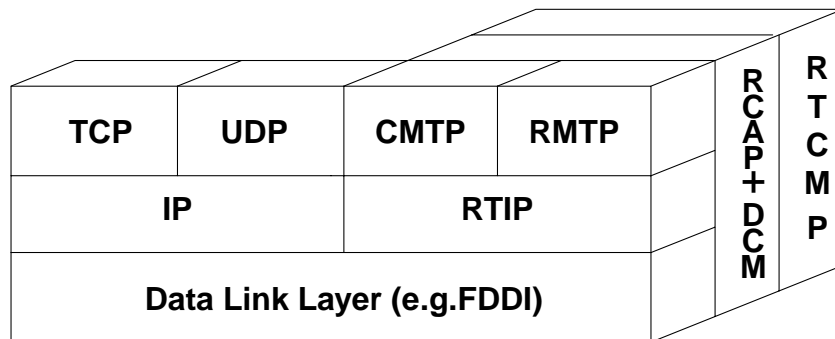 TCP
UDP
CMTP
RMTP
IP
RTIP
Data Link Layer (e.g.FDDI)
RCAP+DCM
RTCMP